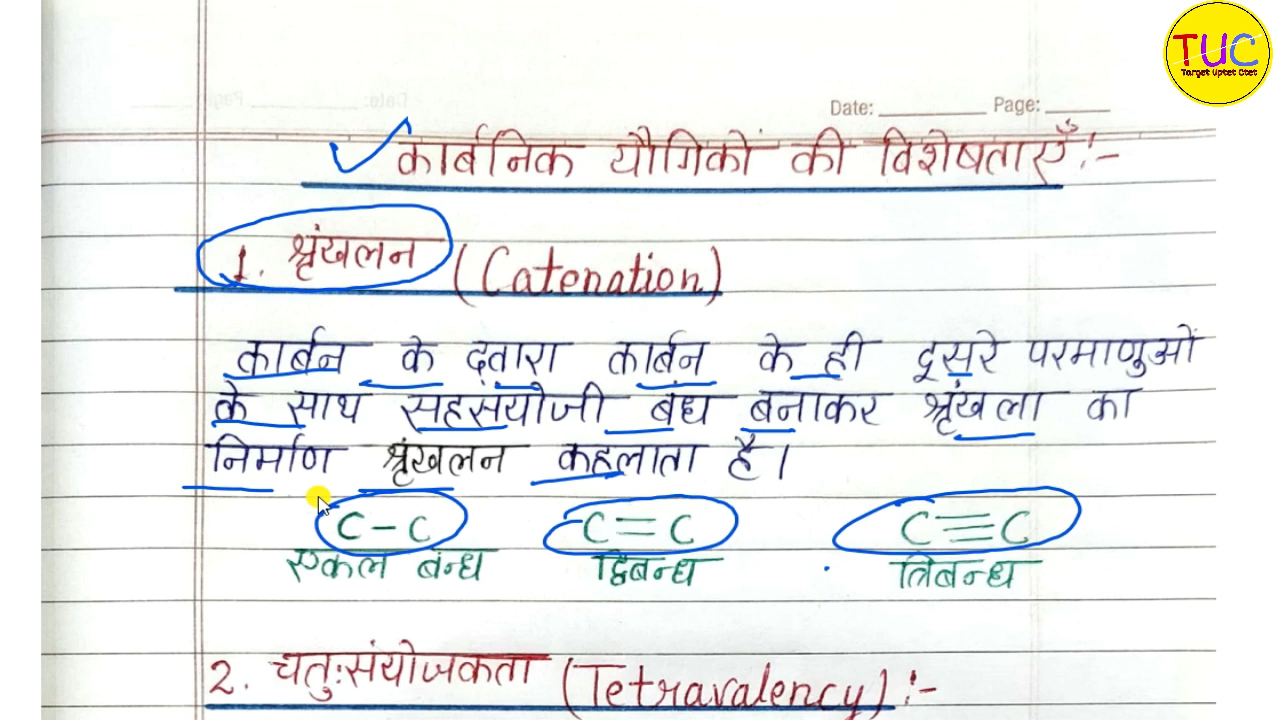 TUC
Target Uptet Ctet
Date: Page:
कार्बनिक यौगिकों की विशेषताएँ:-
1. श्रृंखलन (Catenation)
कार्बन के द्वारा कार्बन के ही दूसरे परमाणुओं
के साथ सहसंयोजी बंध बनाकर श्रृंखला का
निर्माण श्रृंखलन कहलाता है।
C-C C=C C≡C
एकल बन्ध द्विबन्ध त्रिबन्ध
2. चतुःसंयोजकता (Tetravalency):-